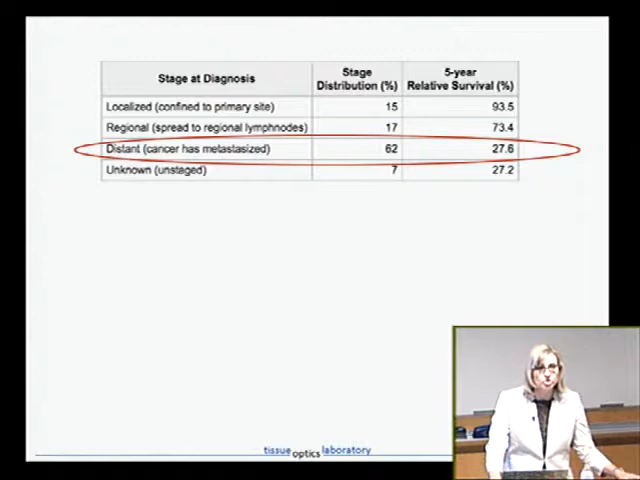 Stage at Diagnosis Stage Distribution (%) 5-year Relative Survival (%)
Localized (confined to primary site) 15 93.5
Regional (spread to regional lymphnodes) 17 73.4
Distant (cancer has metastasized) 62 27.6
Unknown (unstaged) 7 27.2
tissue optics laboratory